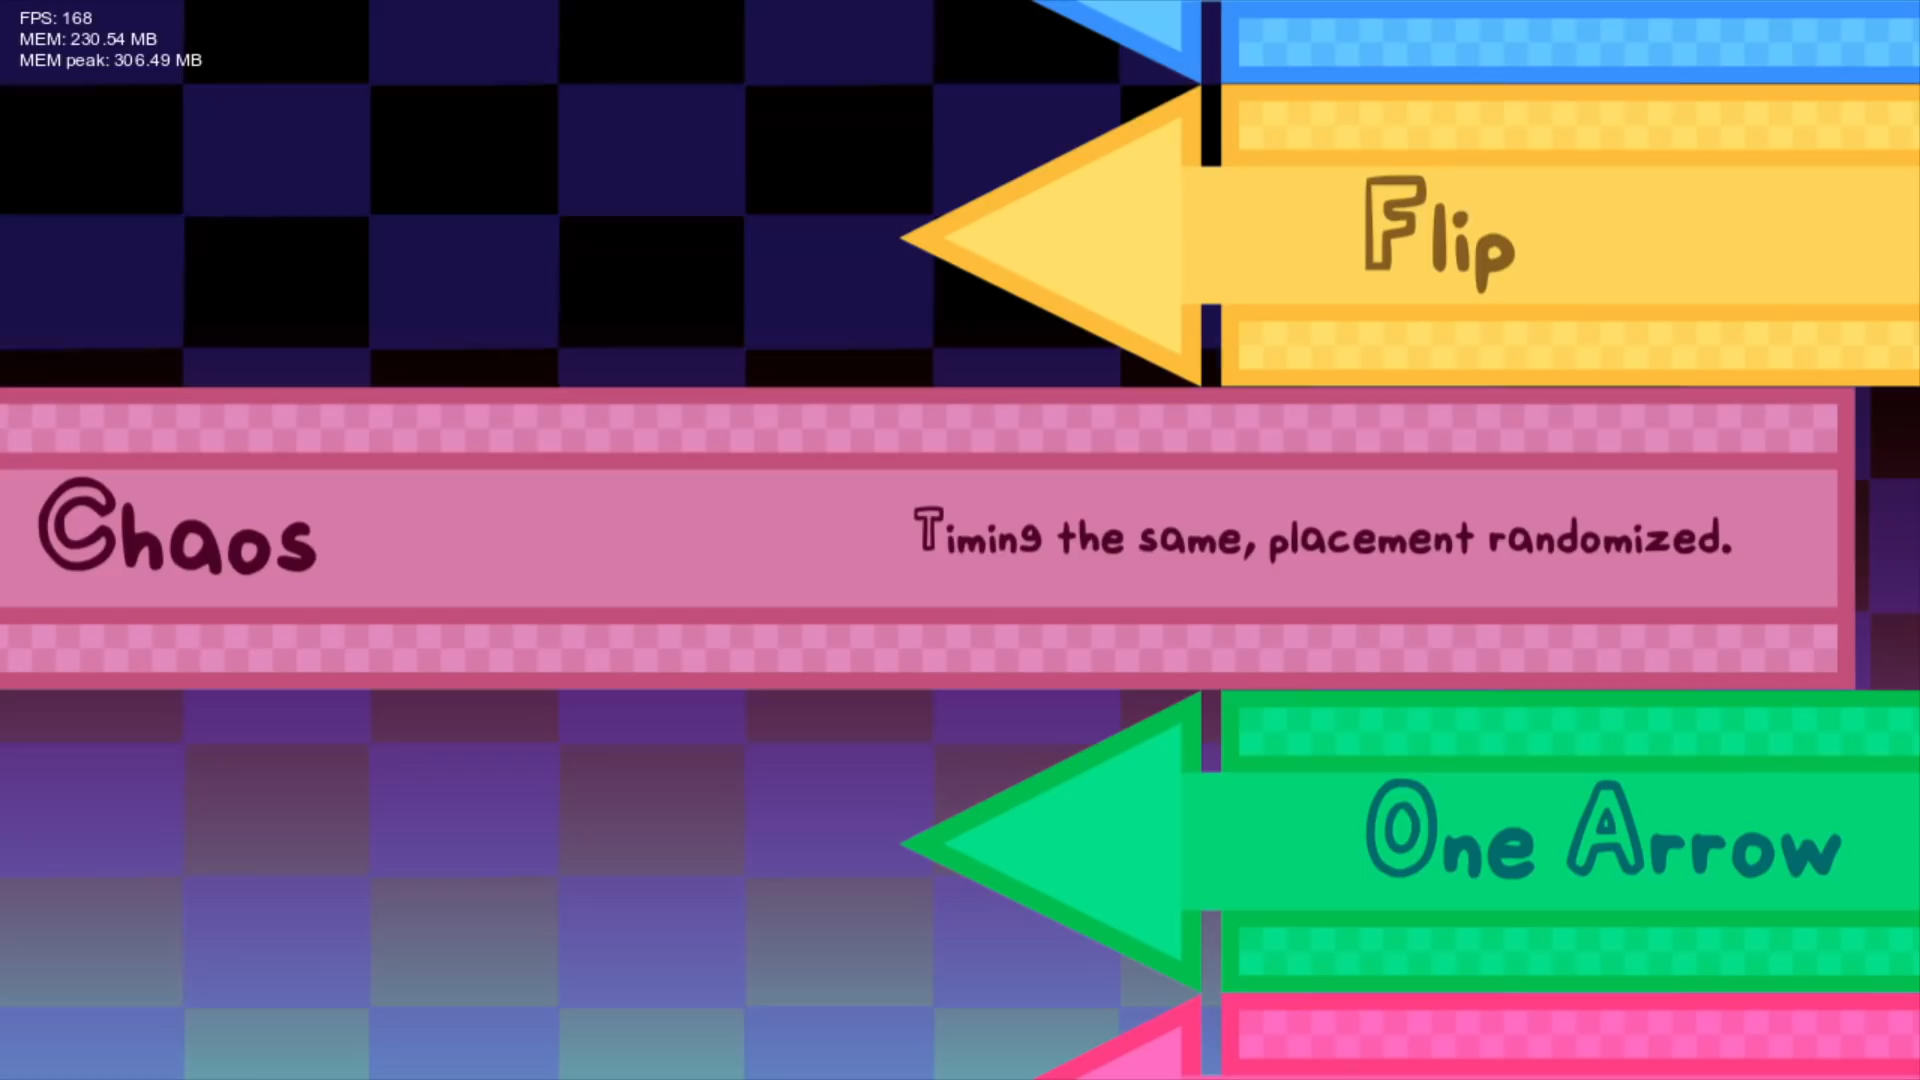 FPS: 168
MEM: 230.54 MB
MEM peak: 306.49 MB
Flip
Chaos
Timing the same, placement randomized.
One Arrow